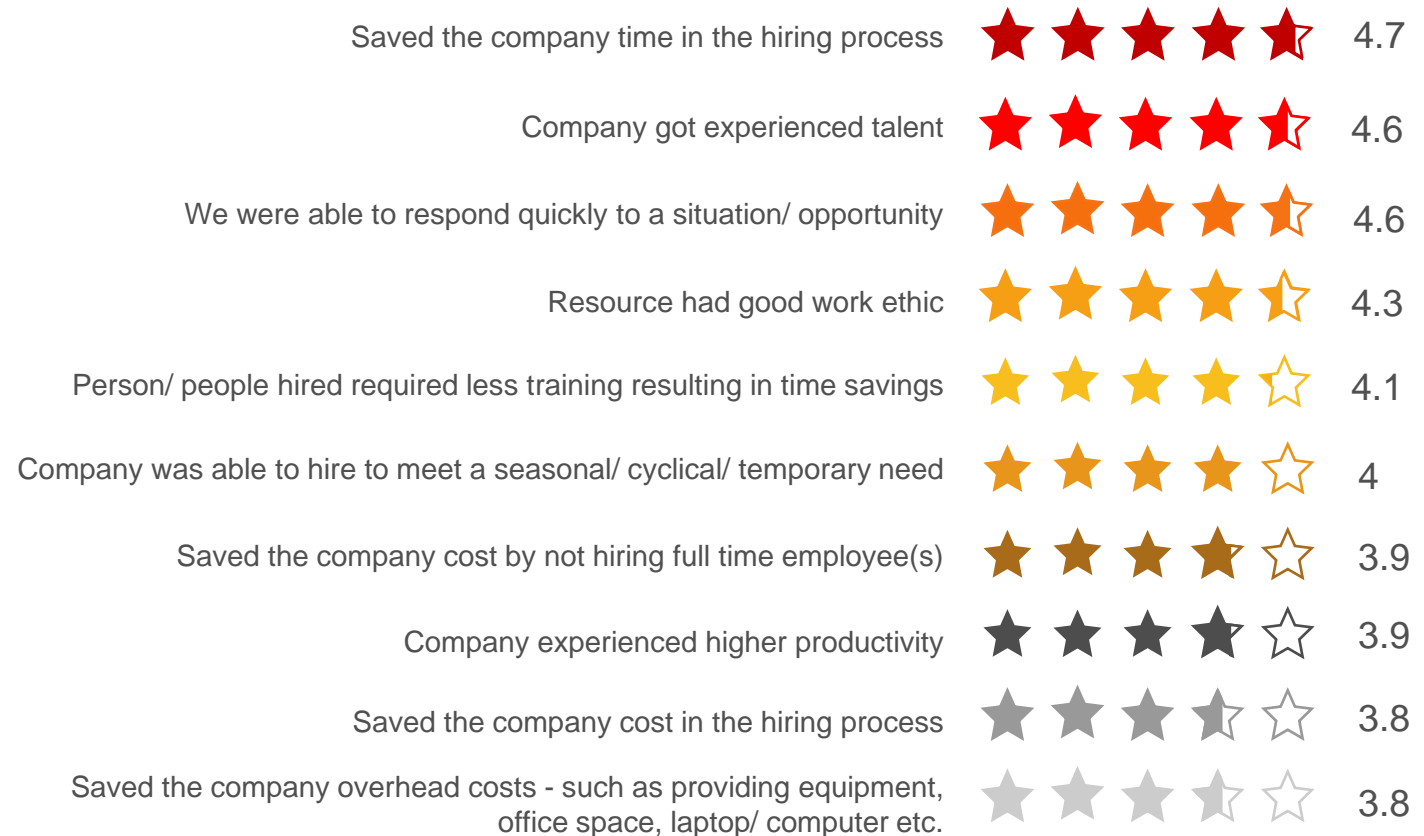 Saved the company time in the hiring process 4.7
Company got experienced talent 4.6
We were able to respond quickly to a situation/ opportunity 4.6
Resource had good work ethic 4.3
Person/ people hired required less training resulting in time savings 4.1
Company was able to hire to meet a seasonal/ cyclical/ temporary need 4
Saved the company cost by not hiring full time employee(s) 3.9
Company experienced higher productivity 3.9
Saved the company cost in the hiring process 3.8
Saved the company overhead costs - such as providing equipment,
office space, laptop/ computer etc. 3.8